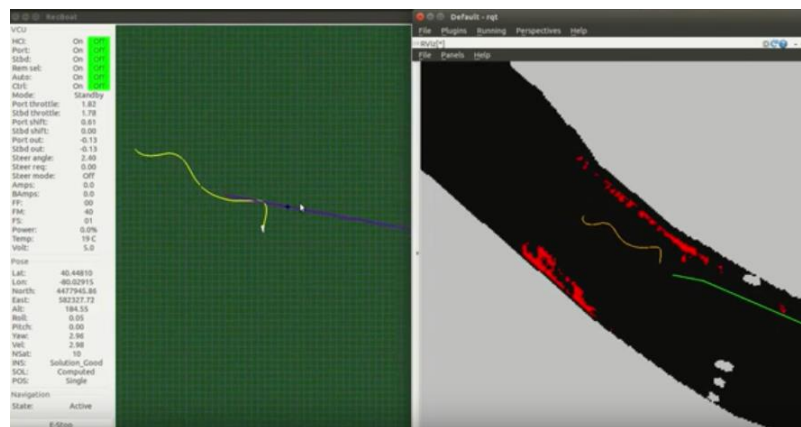 RecBoat
VCU
HCI: On Off
Port: On Off
Stbd: On Off
Rem sel: On Off
Auto: On Off
Ctrl: On Off
Mode: Standby
Port throttle: 1.82
Stbd throttle: 1.78
Port shift: 0.61
Stbd shift: 0.00
Port out: -0.13
Stbd out: -0.13
Steer angle: 2.40
Steer req: 0.00
Steer mode: Off
Amps: 0.0
BAmps: 0.0
FF: 00
FM: 40
FS: 01
Power: 0.0%
Temp: 19 C
Volt: 5.0
Pose
Lat: 40.44810
Lon: -80.02915
North: 4477945.86
East: 582327.72
Alt: 184.55
Roll: 0.05
Pitch: 0.00
Yaw: 2.96
Vel: 2.98
NSat: 10
INS: Solution_Good
SOL: Computed
POS: Single
Navigation
State: Active
E-Stop
Default - rqt
File Plugins Running Perspectives Help
RViz[*]
File Panels Help